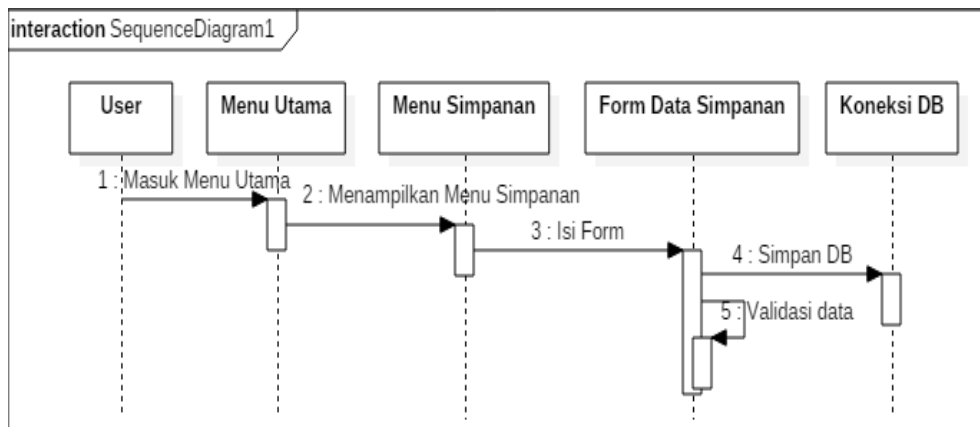 interaction SequenceDiagram1
User
Menu Utama
Menu Simpanan
Form Data Simpanan
Koneksi DB
1 : Masuk Menu Utama
2 : Menampilkan Menu Simpanan
3 : Isi Form
4 : Simpan DB
5 : Validasi data